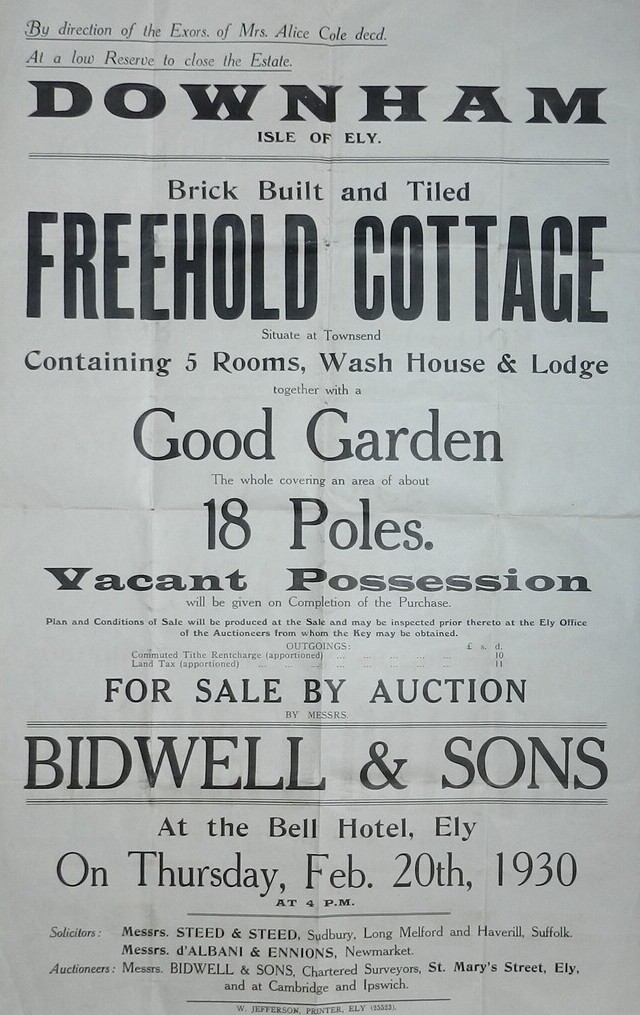 By direction of the Exors. of Mrs. Alice Cole decd.
At a low Reserve to close the Estate.
DOWNHAM
ISLE OF ELY.
Brick Built and Tiled
FREEHOLD COTTAGE
Situate at Townsend
Containing 5 Rooms, Wash House & Lodge
together with a
Good Garden
The whole covering an area of about
18 Poles.
Vacant Possession
will be given on Completion of the Purchase.
Plan and Conditions of Sale will be produced at the Sale and may be inspected prior thereto at the Ely Office
of the Auctioneers from whom the Key may be obtained.
OUTGOINGS: £ s. d.
Commuted Tithe Rentcharge (apportioned) ... ... ... ... ... 10
Land Tax (apportioned) ... ... ... ... ... ... ... 11
FOR SALE BY AUCTION
BY MESSRS.
BIDWELL & SONS
At the Bell Hotel, Ely
On Thursday, Feb. 20th, 1930
AT 4 P.M.
Solicitors: Messrs. STEED & STEED, Sudbury, Long Melford and Haverill, Suffolk.
Messrs. d'ALBANI & ENNIONS, Newmarket.
Auctioneers: Messrs. BIDWELL & SONS, Chartered Surveyors, St. Mary's Street, Ely,
and at Cambridge and Ipswich.
W. JEFFERSON, PRINTER, ELY (25523).